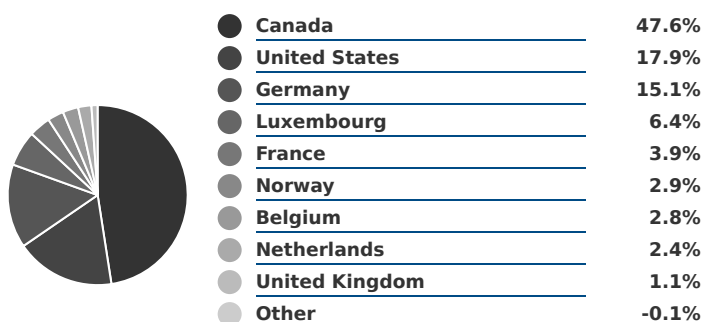 Canada 47.6%
United States 17.9%
Germany 15.1%
Luxembourg 6.4%
France 3.9%
Norway 2.9%
Belgium 2.8%
Netherlands 2.4%
United Kingdom 1.1%
Other -0.1%